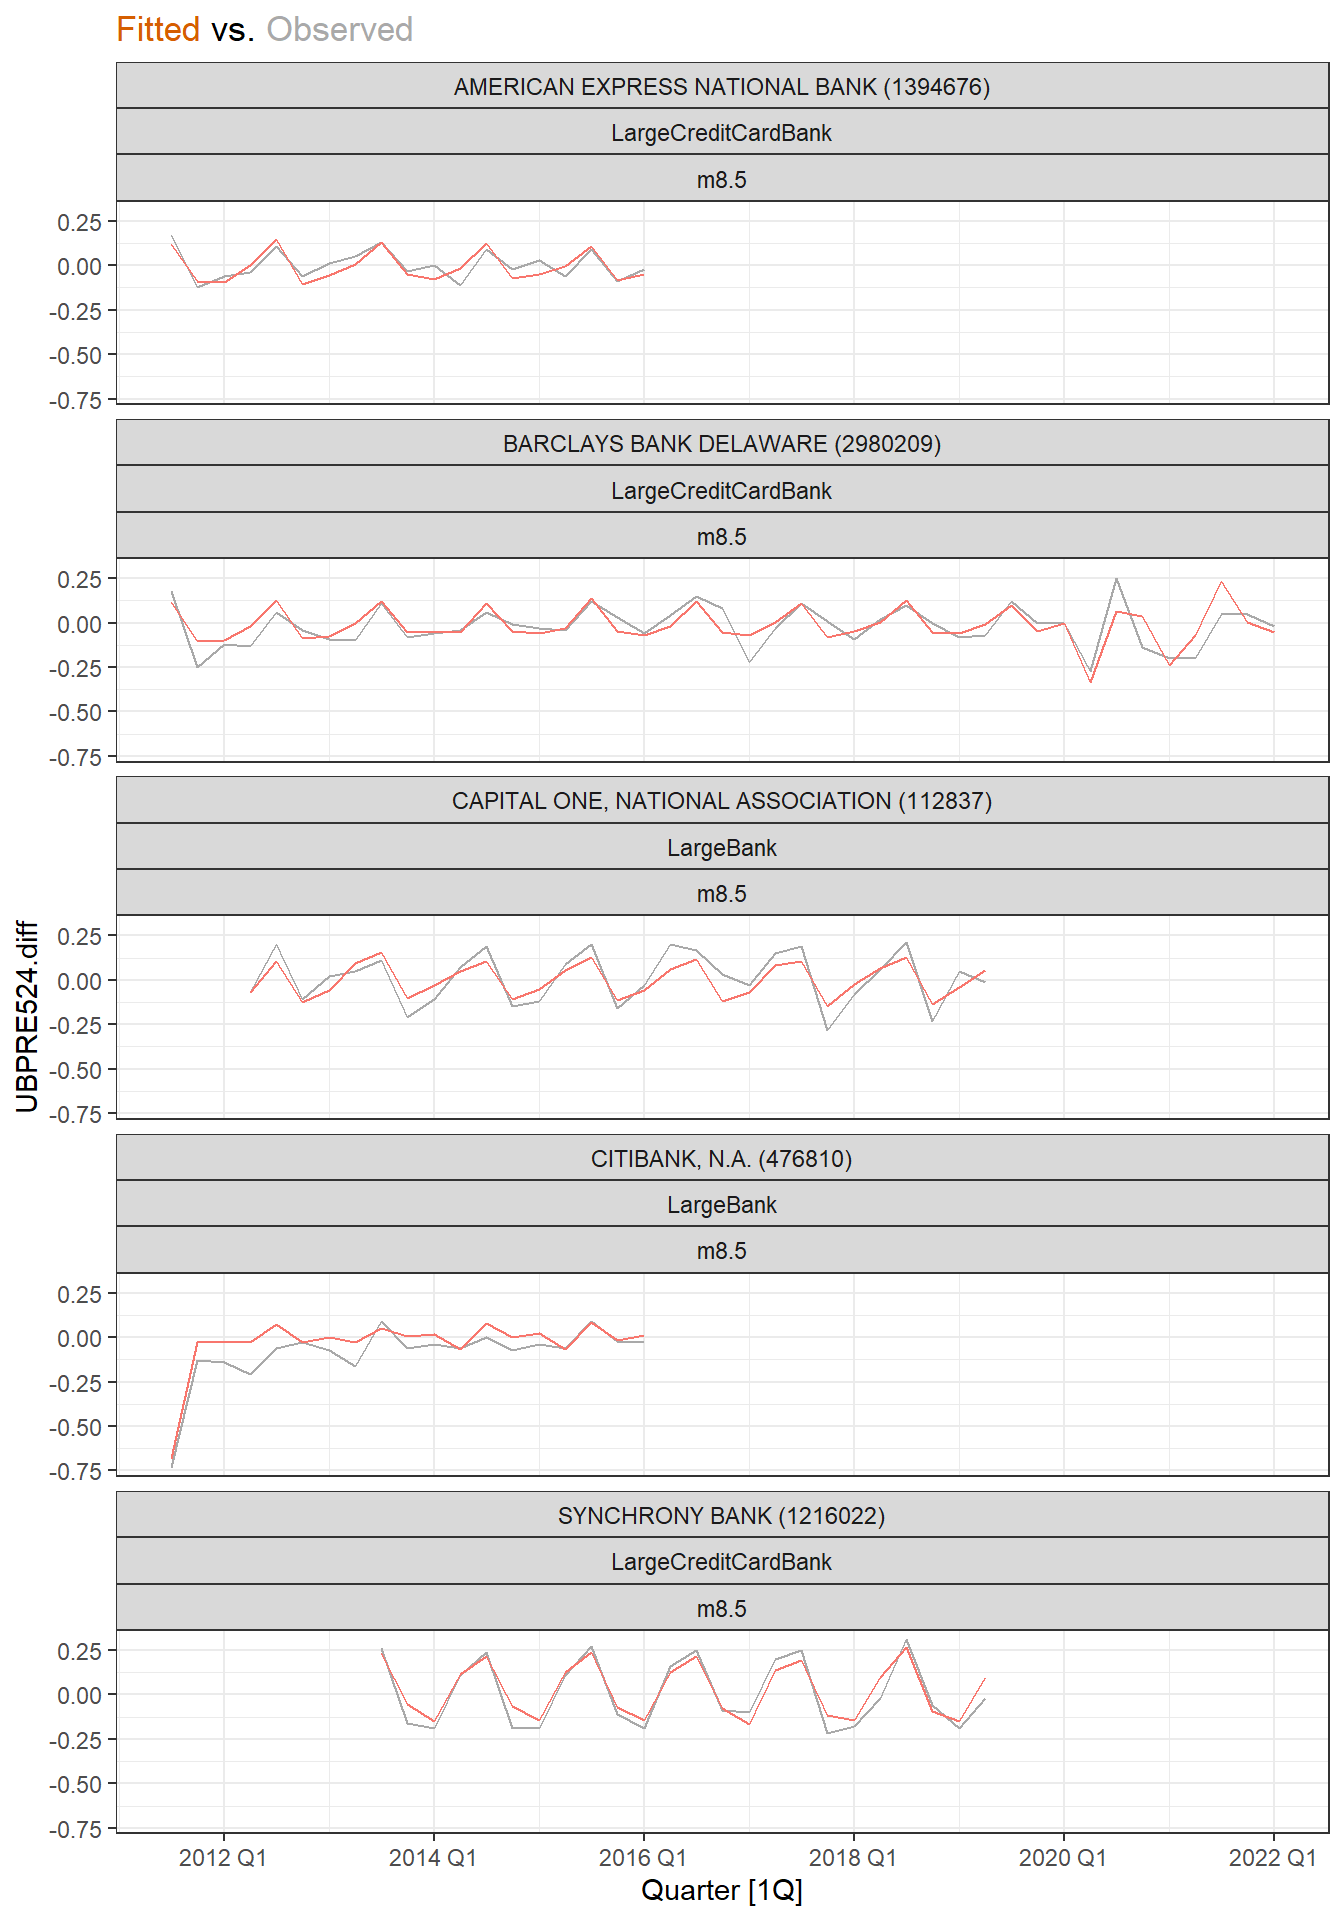 Fitted vs. Observed
AMERICAN EXPRESS NATIONAL BANK (1394676)
LargeCreditCardBank
m8.5
0.25
0.00
-0.25
-0.50
-0.75
BARCLAYS BANK DELAWARE (2980209)
LargeCreditCardBank
m8.5
0.25
0.00
-0.25
-0.50
-0.75
CAPITAL ONE, NATIONAL ASSOCIATION (112837)
LargeBank
m8.5
0.25
0.00
-0.25
-0.50
-0.75
UBPRE524.diff
CITIBANK, N.A. (476810)
LargeBank
m8.5
0.25
0.00
-0.25
-0.50
-0.75
SYNCHRONY BANK (1216022)
LargeCreditCardBank
m8.5
0.25
0.00
-0.25
-0.50
-0.75
2012 Q1 2014 Q1 2016 Q1 2018 Q1 2020 Q1 2022 Q1
Quarter [1Q]